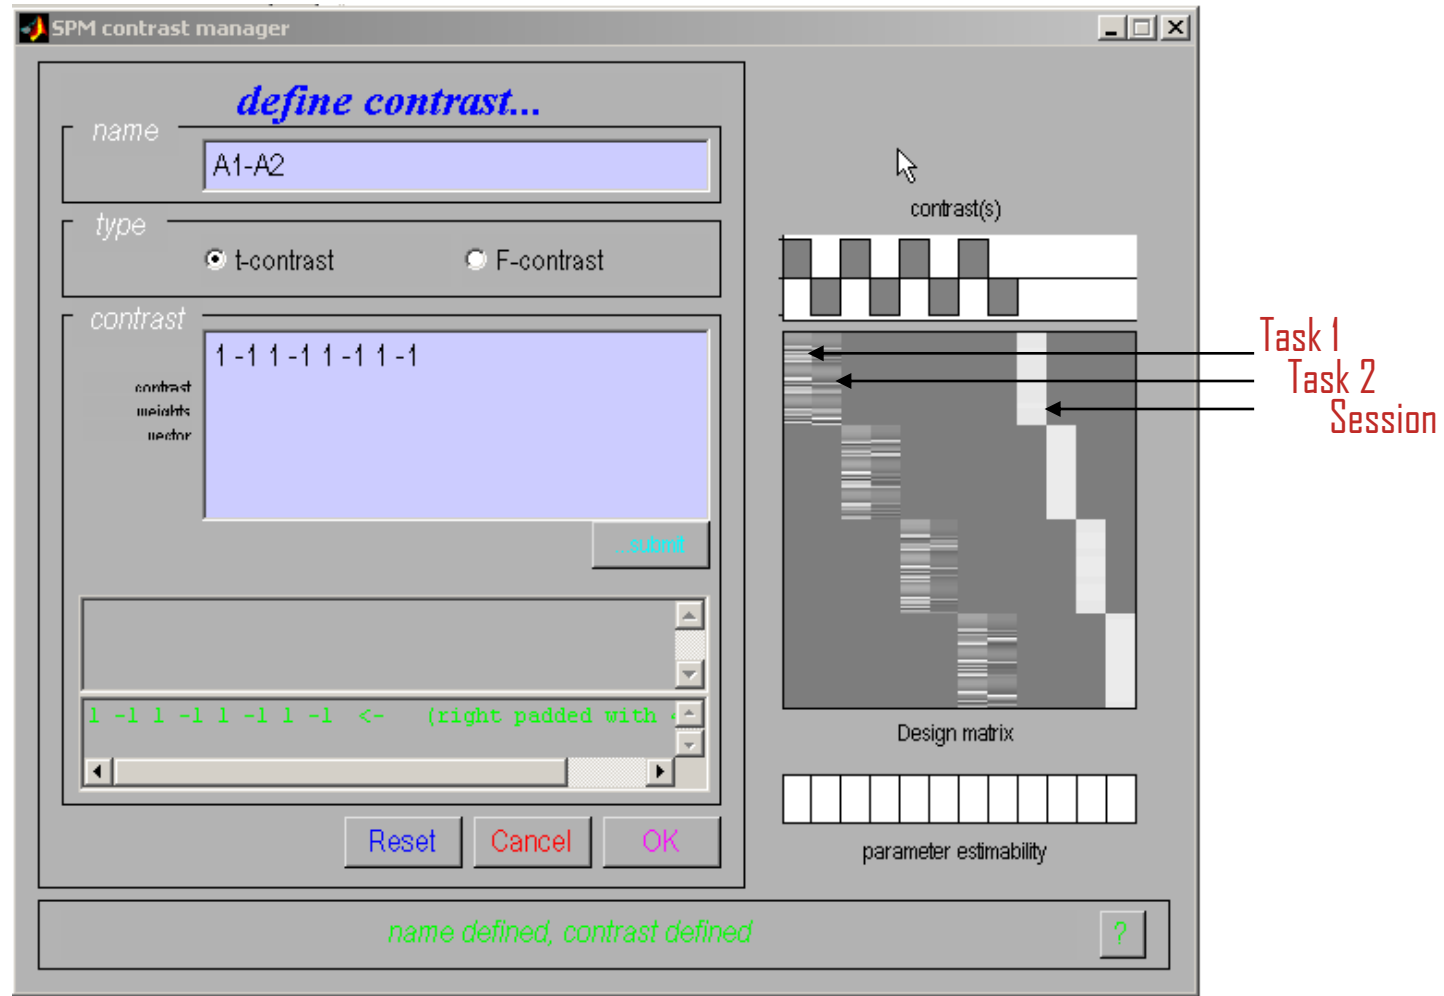 SPM contrast manager
define contrast...
name
A1-A2
type
t-contrast
F-contrast
contrast
1 -1 1 -1 1 -1 1 -1
contrast
weights
vector
...submit
1 -1 1 -1 1 -1 1 -1 <- (right padded with
Reset
Cancel
OK
name defined, contrast defined
?
contrast(s)
Task 1
Task 2
Session
Design matrix
parameter estimability